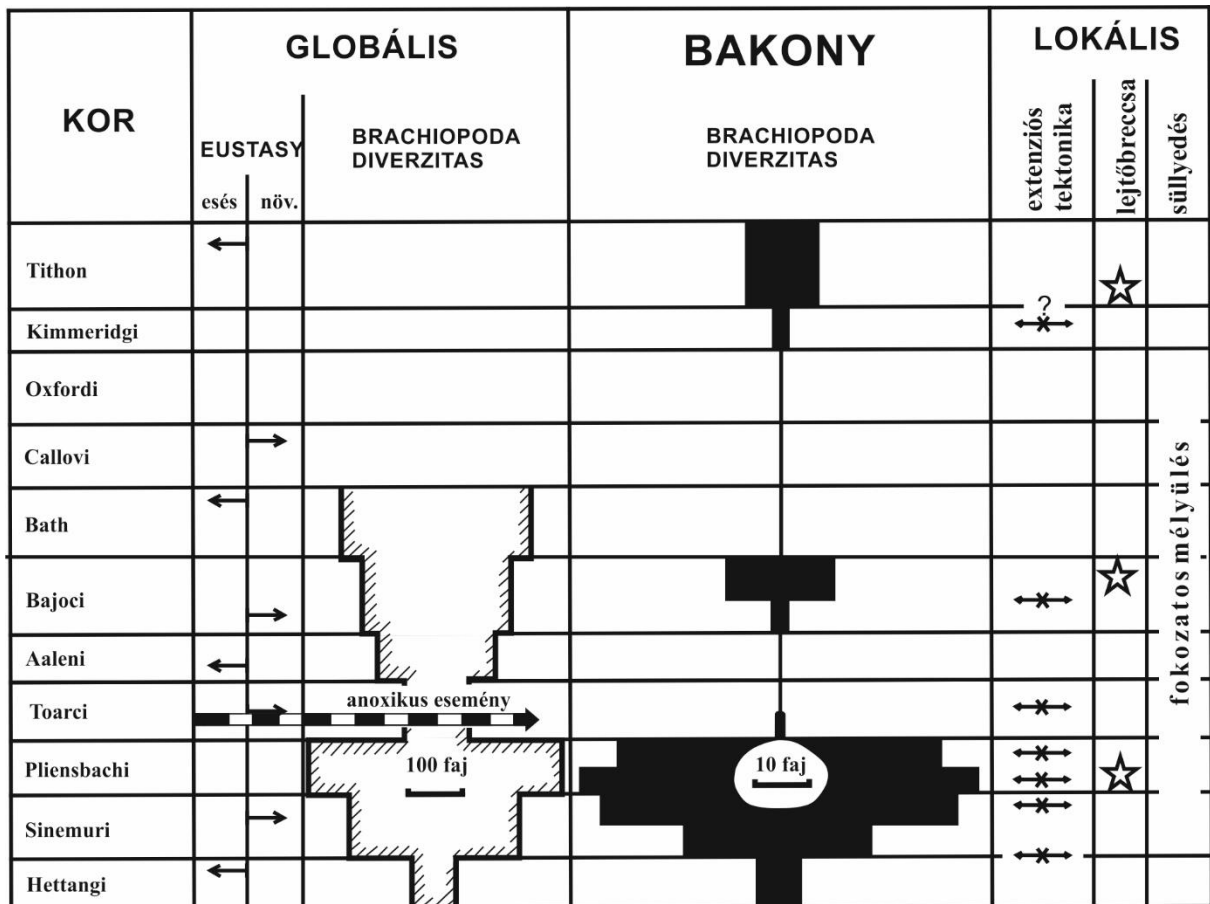 KOR
GLOBÁLIS
BAKONY
LOKÁLIS
EUSTASY
esés
növ.
BRACHIOPODA
DIVERZITAS
BRACHIOPODA
DIVERZITAS
extenziós
tektonika
lejtőbreccsa
süllyedés
Tithon
?
Kimmeridgi
Oxfordi
Callovi
Bath
Bajoci
Aaleni
Toarci
anoxikus esemény
Pliensbachi
100 faj
10 faj
Sinemuri
Hettangi
fokozatos mélyülés